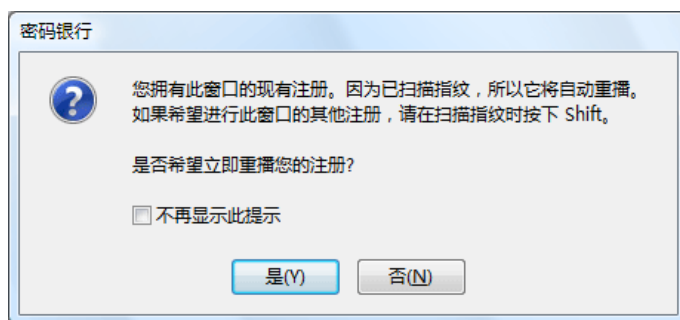 密码银行
您拥有此窗口的现有注册。因为已扫描指纹，所以它将自动重播。
如果希望进行此窗口的其他注册，请在扫描指纹时按下 Shift。
是否希望立即重播您的注册?
不再显示此提示
是(Y)
否(N)